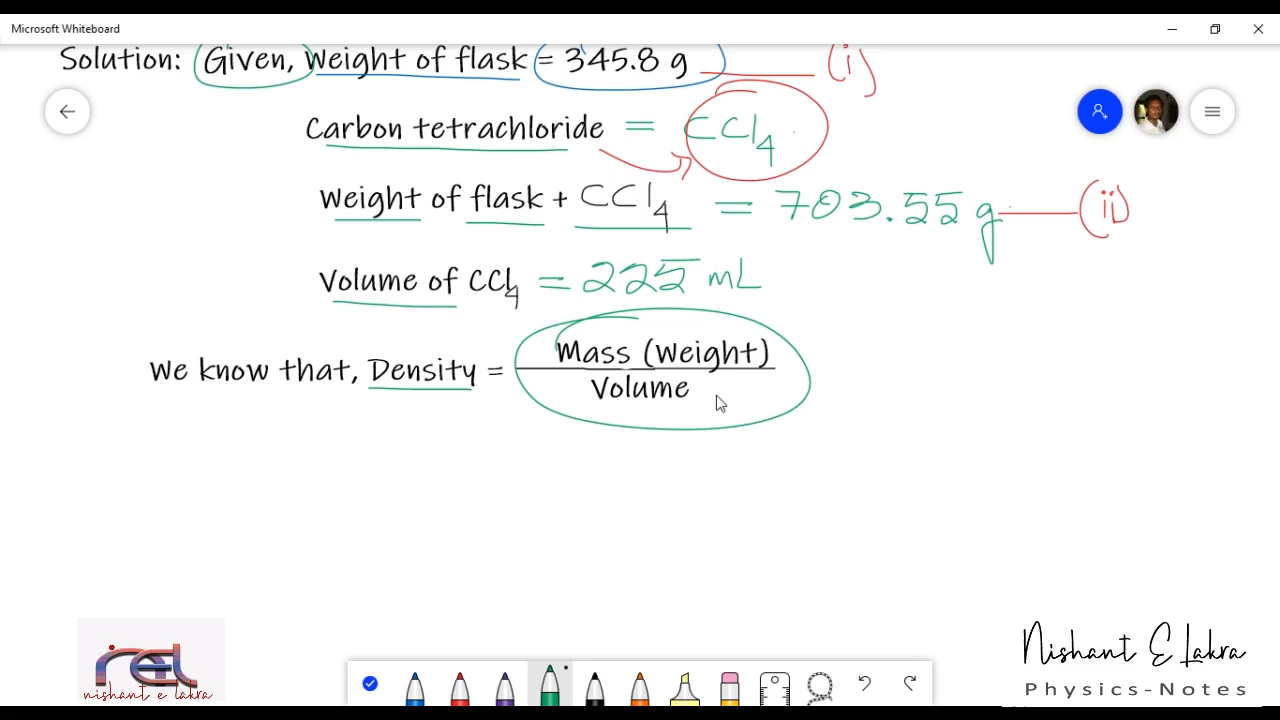 Microsoft Whiteboard
Solution: Given, Weight of flask = 345.8 g (i)
Carbon tetrachloride = CCl4
Weight of flask + CCl4 = 703.55 g (ii)
Volume of CCl4 = 225 mL
We know that, Density = Mass (Weight)
Volume
nishant e lakra
Nishant E Lakra
Physics-Notes